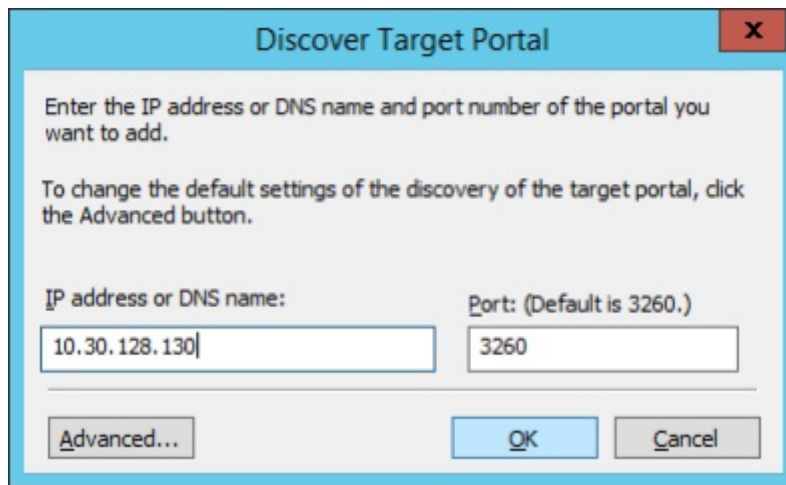 Discover Target Portal
x
Enter the IP address or DNS name and port number of the portal you
want to add.
To change the default settings of the discovery of the target portal, click
the Advanced button.
IP address or DNS name:
Port: (Default is 3260.)
10.30.128.130
3260
Advanced...
OK
Cancel